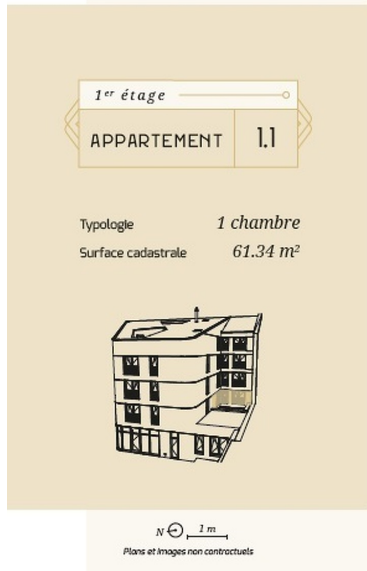 1er étage
APPARTEMENT 1.1
Typologie 1 chambre
Surface cadastrale 61.34 m²
N 1 m
Plans et images non contractuels